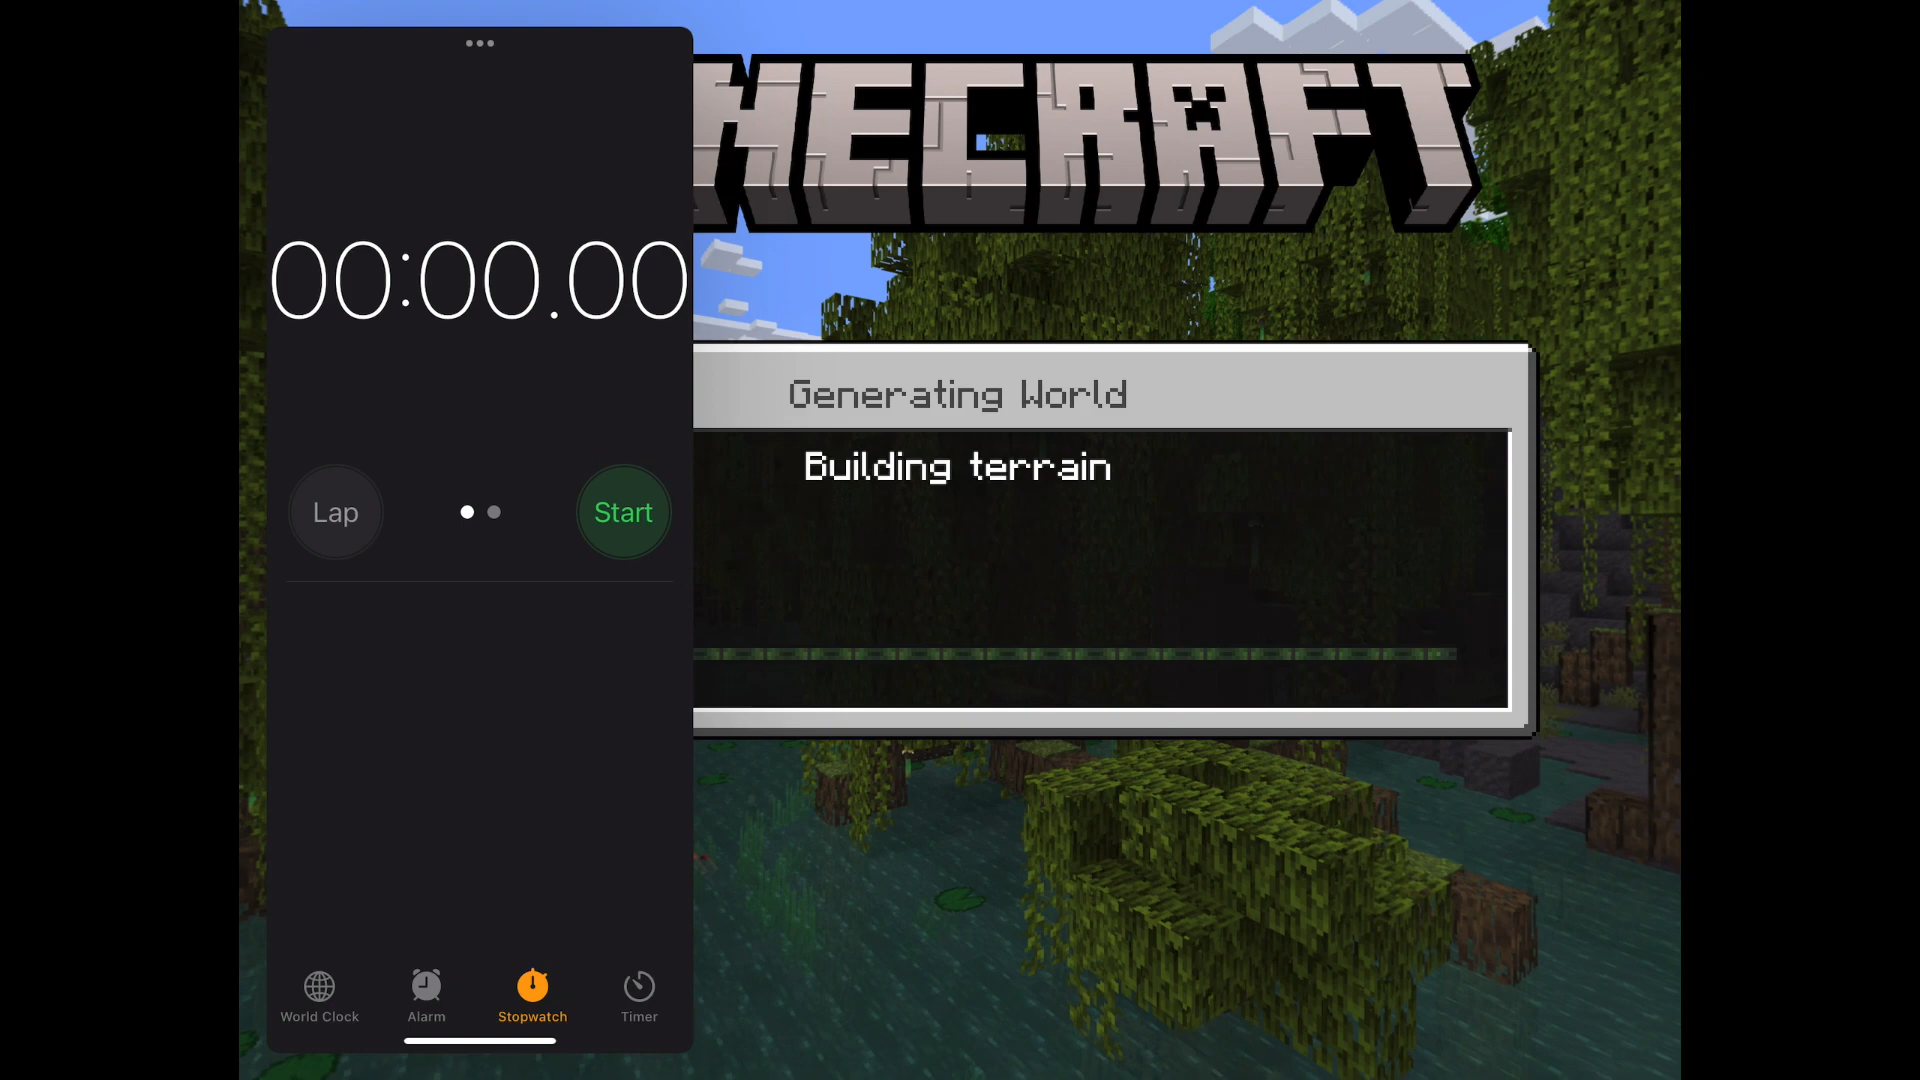 NECRAFT
00:00.00
Generating World
Building terrain
Lap
Start
World Clock
Alarm
Stopwatch
Timer